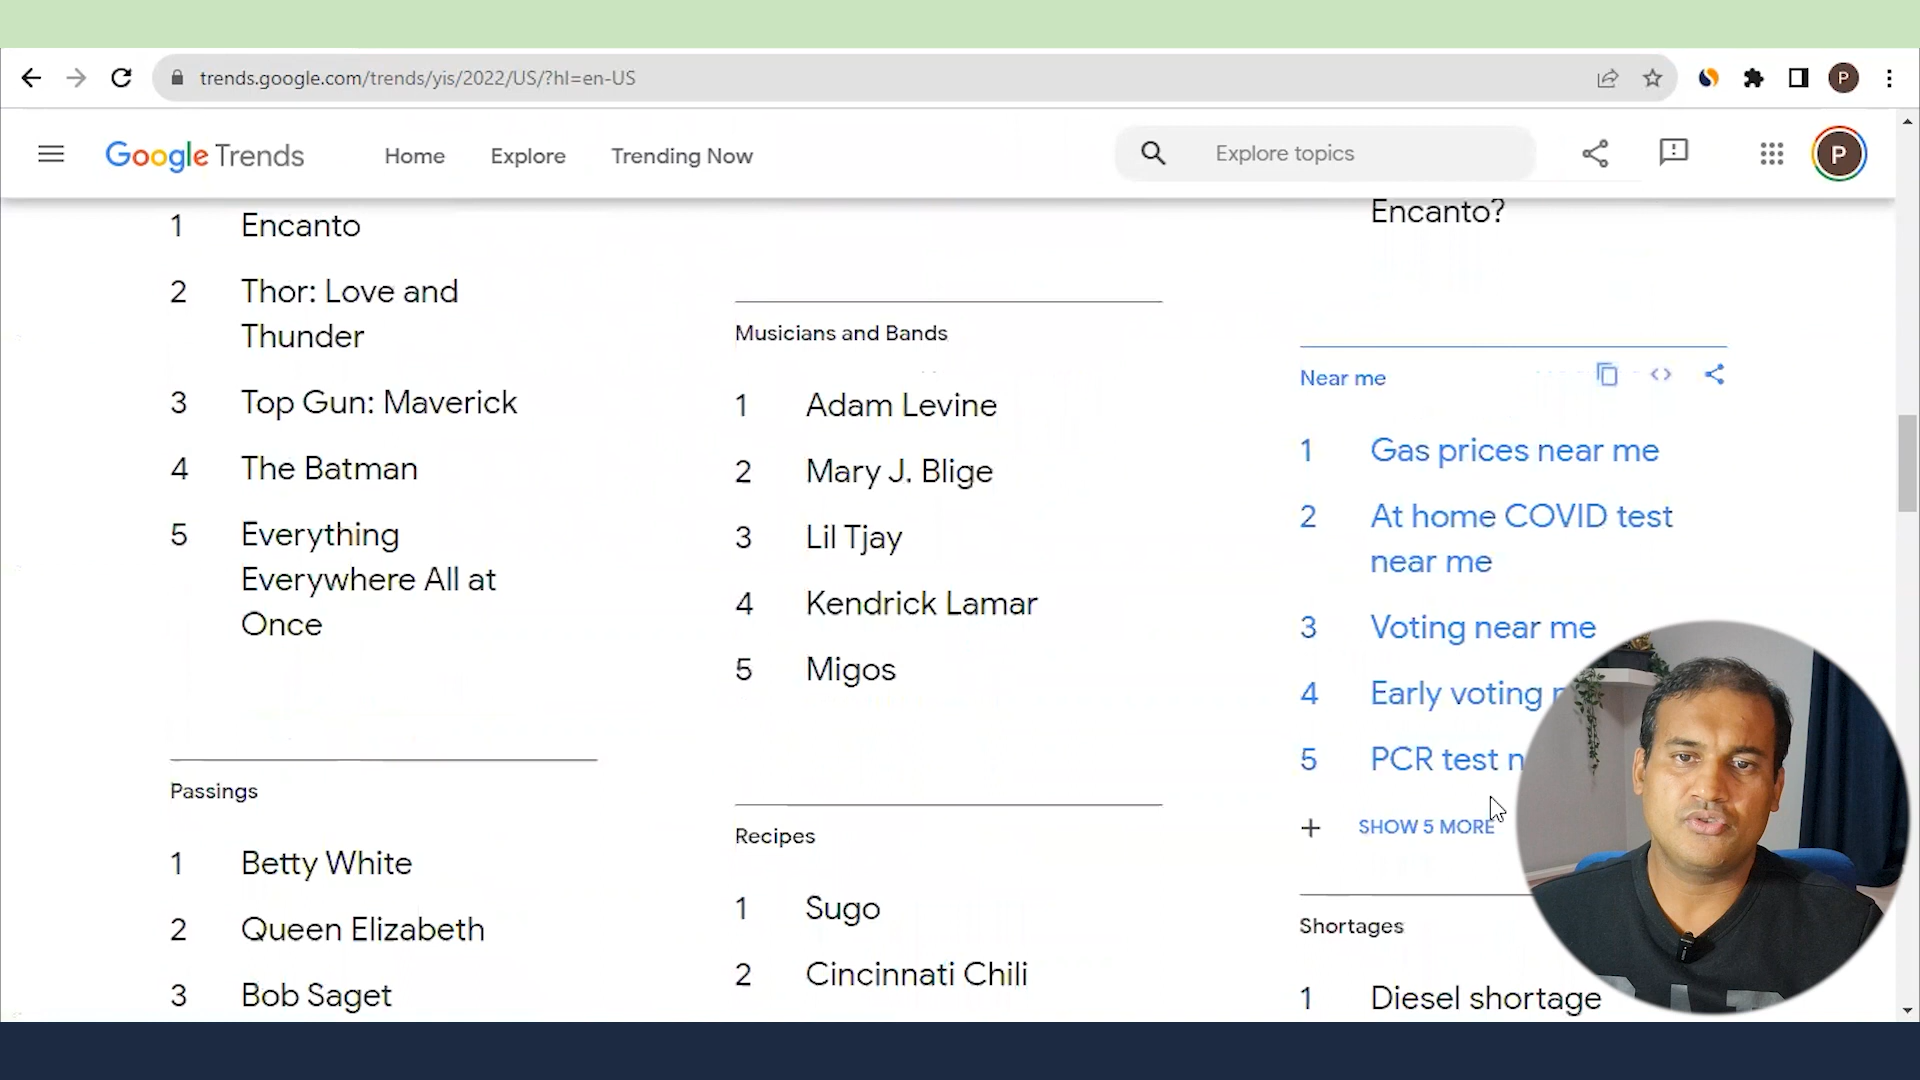 trends.google.com/trends/yis/2022/US/?hl=en-US
P
Google Trends
Home
Explore
Trending Now
Explore topics
P
1 Encanto
2 Thor: Love and
Thunder
3 Top Gun: Maverick
4 The Batman
5 Everything
Everywhere All at
Once
Passings
1 Betty White
2 Queen Elizabeth
3 Bob Saget
Musicians and Bands
1 Adam Levine
2 Mary J. Blige
3 Lil Tjay
4 Kendrick Lamar
5 Migos
Recipes
1 Sugo
2 Cincinnati Chili
Encanto?
Near me
1 Gas prices near me
2 At home COVID test
near me
3 Voting near me
4 Early voting
5 PCR test
+ SHOW 5 MORE
Shortages
1 Diesel shortage